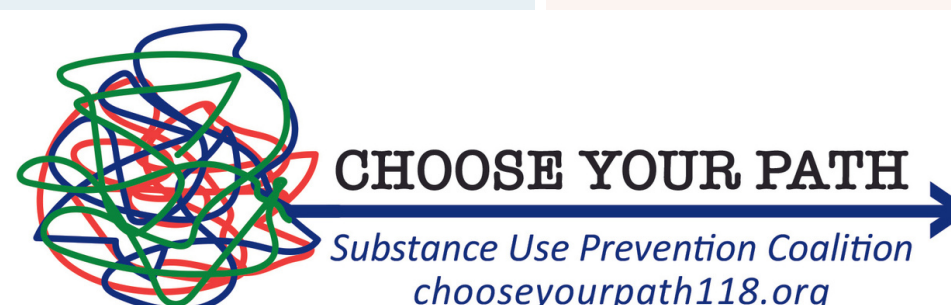 CHOOSE YOUR PATH
Substance Use Prevention Coalition
chooseyourpath118.org